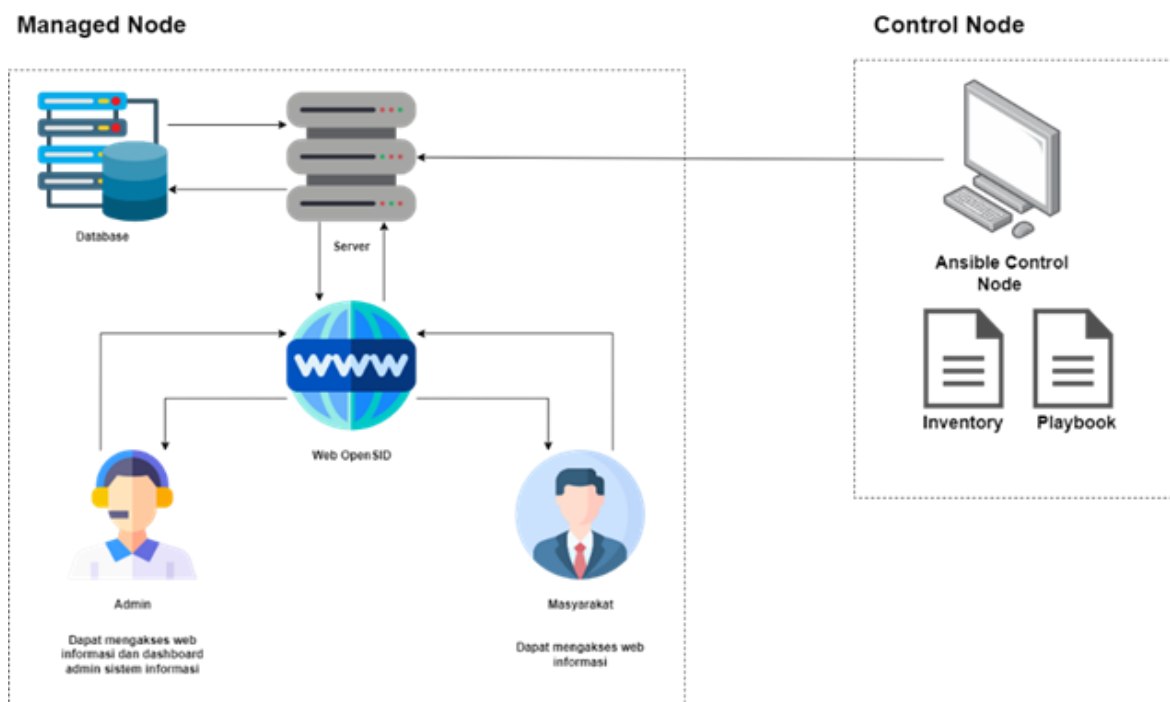 Managed Node
Control Node
Database
Server
Ansible Control
Node
Inventory
Playbook
www
Web OpenSID
Admin
Masyarakat
Dapat mengakses web
informasi dan dashboard
admin sistem informasi
Dapat mengakses web
informasi